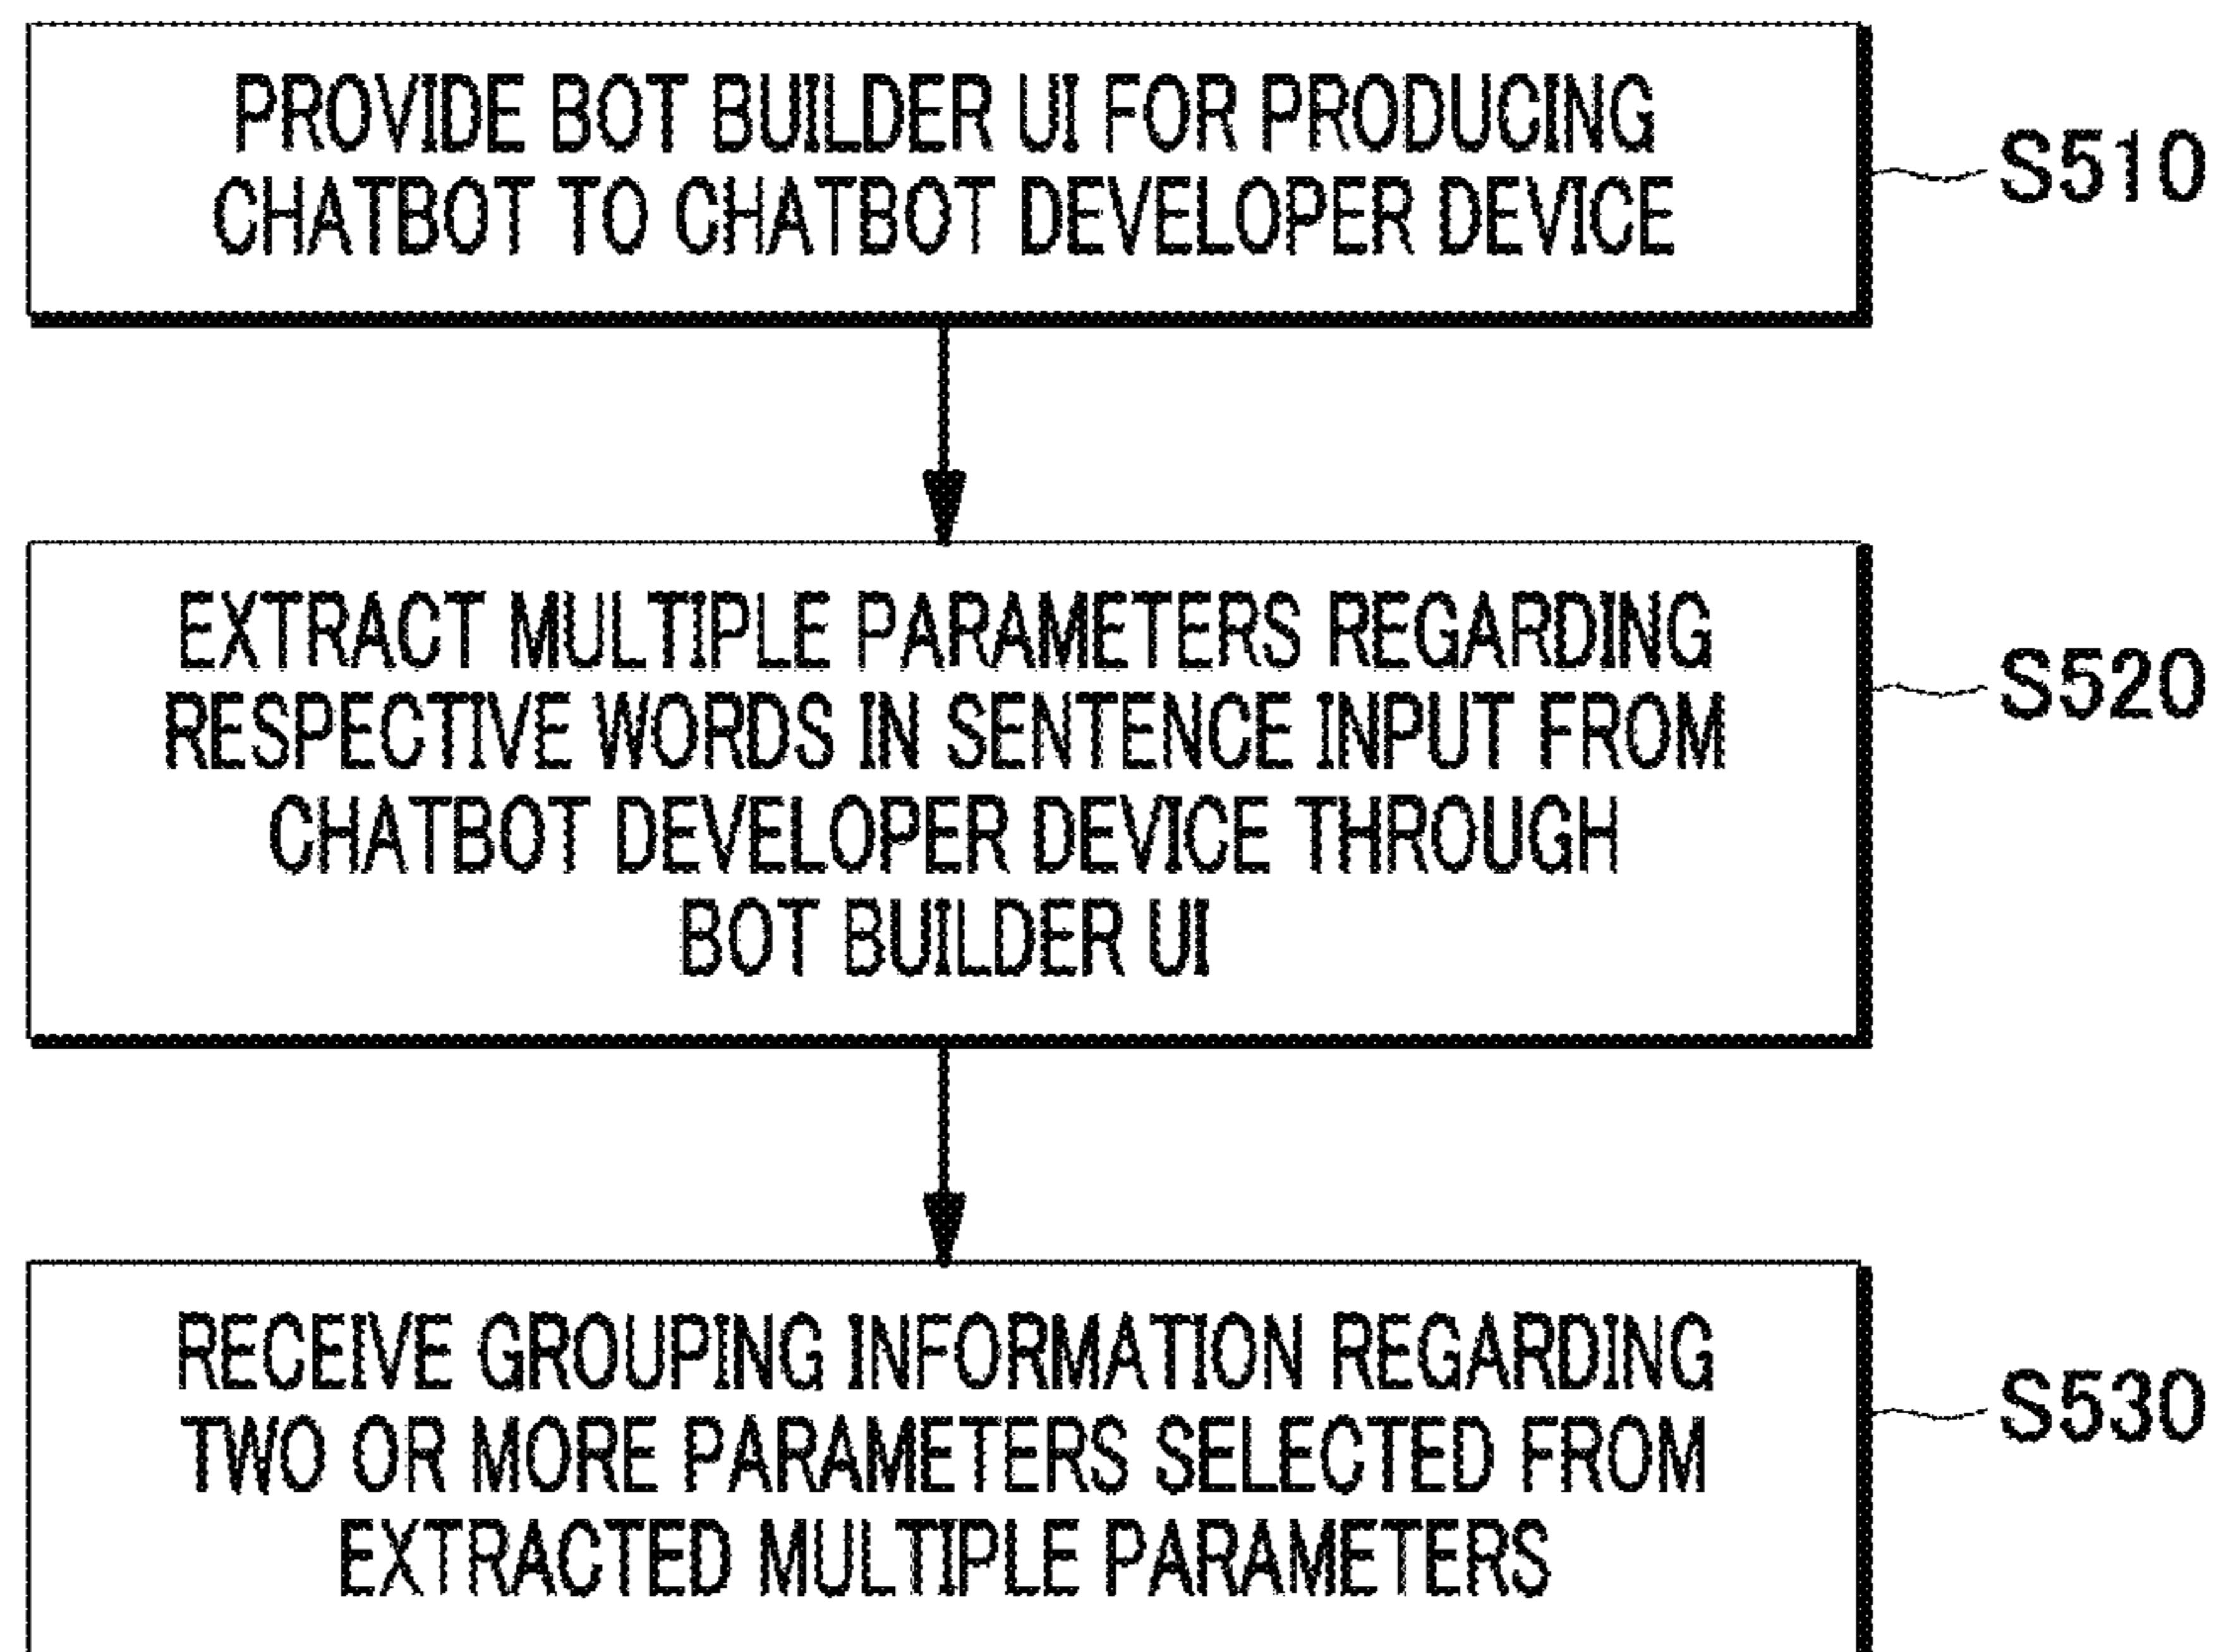 PROVIDE BOT BUILDER UI FOR PRODUCING
CHATBOT TO CHATBOT DEVELOPER DEVICE
S510
EXTRACT MULTIPLE PARAMETERS REGARDING
RESPECTIVE WORDS IN SENTENCE INPUT FROM
CHATBOT DEVELOPER DEVICE THROUGH
BOT BUILDER UI
S520
RECEIVE GROUPING INFORMATION REGARDING
TWO OR MORE PARAMETERS SELECTED FROM
EXTRACTED MULTIPLE PARAMETERS
S530